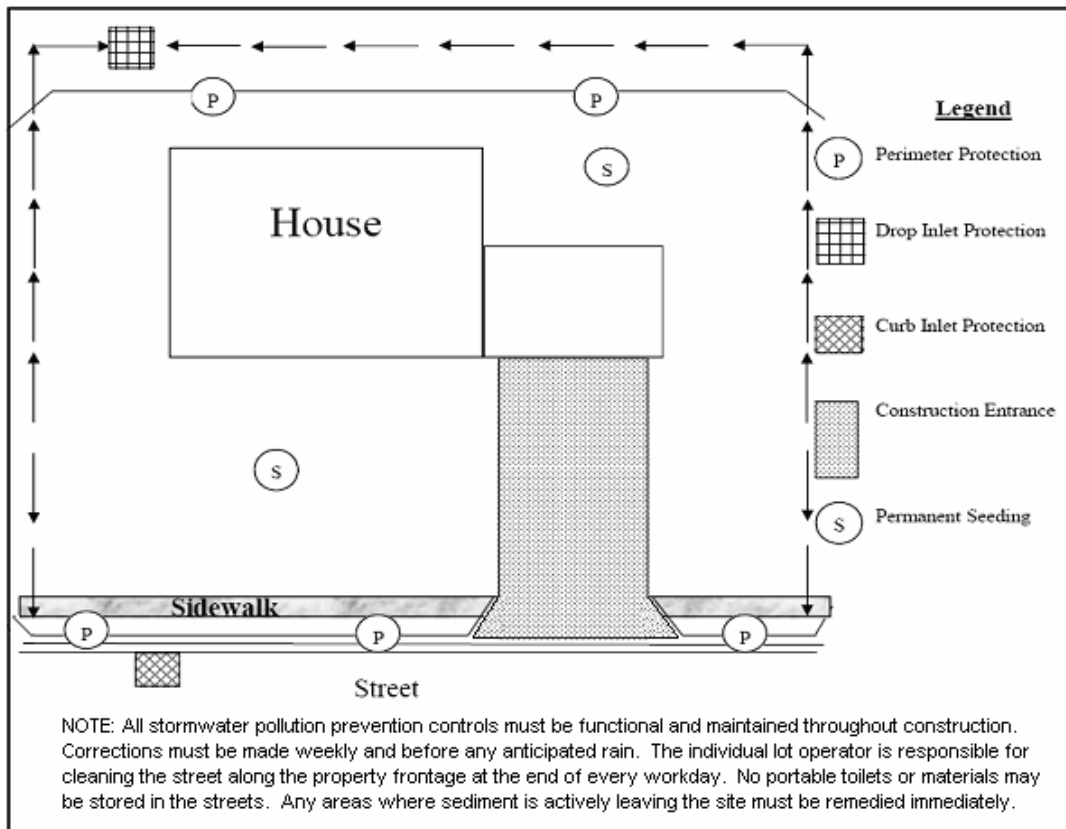 P
P
Legend
P
Perimeter Protection
S
House
Drop Inlet Protection
Curb Inlet Protection
Construction Entrance
S
S
Permanent Seeding
Sidewalk
P
P
P
Street
NOTE: All stormwater pollution prevention controls must be functional and maintained throughout construction.
Corrections must be made weekly and before any anticipated rain. The individual lot operator is responsible for
cleaning the street along the property frontage at the end of every workday. No portable toilets or materials may
be stored in the streets. Any areas where sediment is actively leaving the site must be remedied immediately.